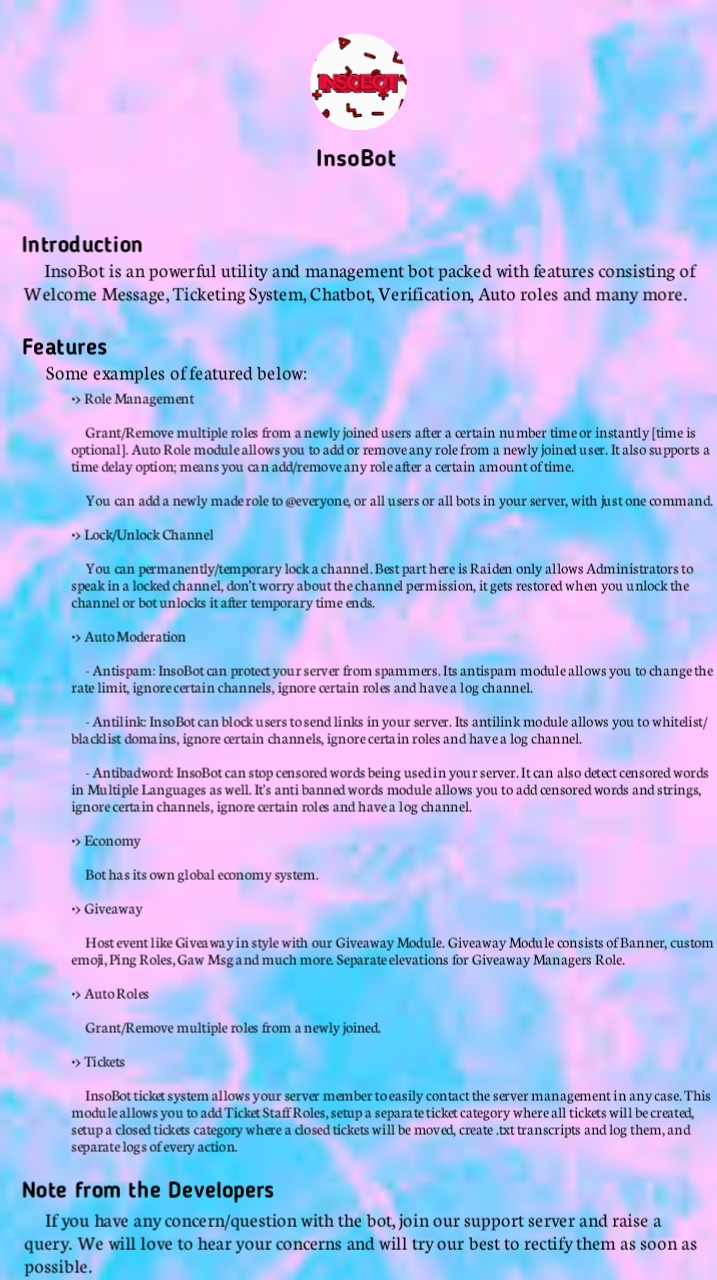 INSOBOT
InsoBot
Introduction
InsoBot is an powerful utility and management bot packed with features consisting of
Welcome Message, Ticketing System, Chatbot, Verification, Auto roles and many more.
Features
Some examples of featured below:
•> Role Management
Grant/Remove multiple roles from a newly joined users after a certain number time or instantly [time is
optional]. Auto Role module allows you to add or remove any role from a newly joined user. It also supports a
time delay option; means you can add/remove any role after a certain amount of time.
You can add a newly made role to @everyone, or all users or all bots in your server, with just one command.
•> Lock/Unlock Channel
You can permanently/temporary lock a channel. Best part here is Raiden only allows Administrators to
speak in a locked channel, don't worry about the channel permission, it gets restored when you unlock the
channel or bot unlocks it after temporary time ends.
•> Auto Moderation
- Antispam: InsoBot can protect your server from spammers. Its antispam module allows you to change the
rate limit, ignore certain channels, ignore certain roles and have a log channel.
- Antilink: InsoBot can block users to send links in your server. Its antilink module allows you to whitelist/
blacklist domains, ignore certain channels, ignore certain roles and have a log channel.
- Antibadword: InsoBot can stop censored words being used in your server. It can also detect censored words
in Multiple Languages as well. It's anti banned words module allows you to add censored words and strings,
ignore certain channels, ignore certain roles and have a log channel.
•> Economy
Bot has its own global economy system.
•> Giveaway
Host event like Giveaway in style with our Giveaway Module. Giveaway Module consists of Banner, custom
emoji, Ping Roles, Gaw Msg and much more. Separate elevations for Giveaway Managers Role.
•> Auto Roles
Grant/Remove multiple roles from a newly joined.
•> Tickets
InsoBot ticket system allows your server member to easily contact the server management in any case. This
module allows you to add Ticket Staff Roles, setup a separate ticket category where all tickets will be created,
setup a closed tickets category where a closed tickets will be moved, create .txt transcripts and log them, and
separate logs of every action.
Note from the Developers
If you have any concern/question with the bot, join our support server and raise a
query. We will love to hear your concerns and will try our best to rectify them as soon as
possible.